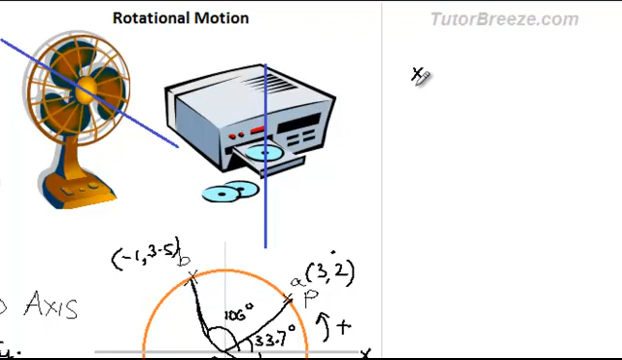 Rotational Motion
TutorBreeze.com
x
(-1, 3.5) b
a (3, 2)
P
106°
33.7°
+
AXIS
x